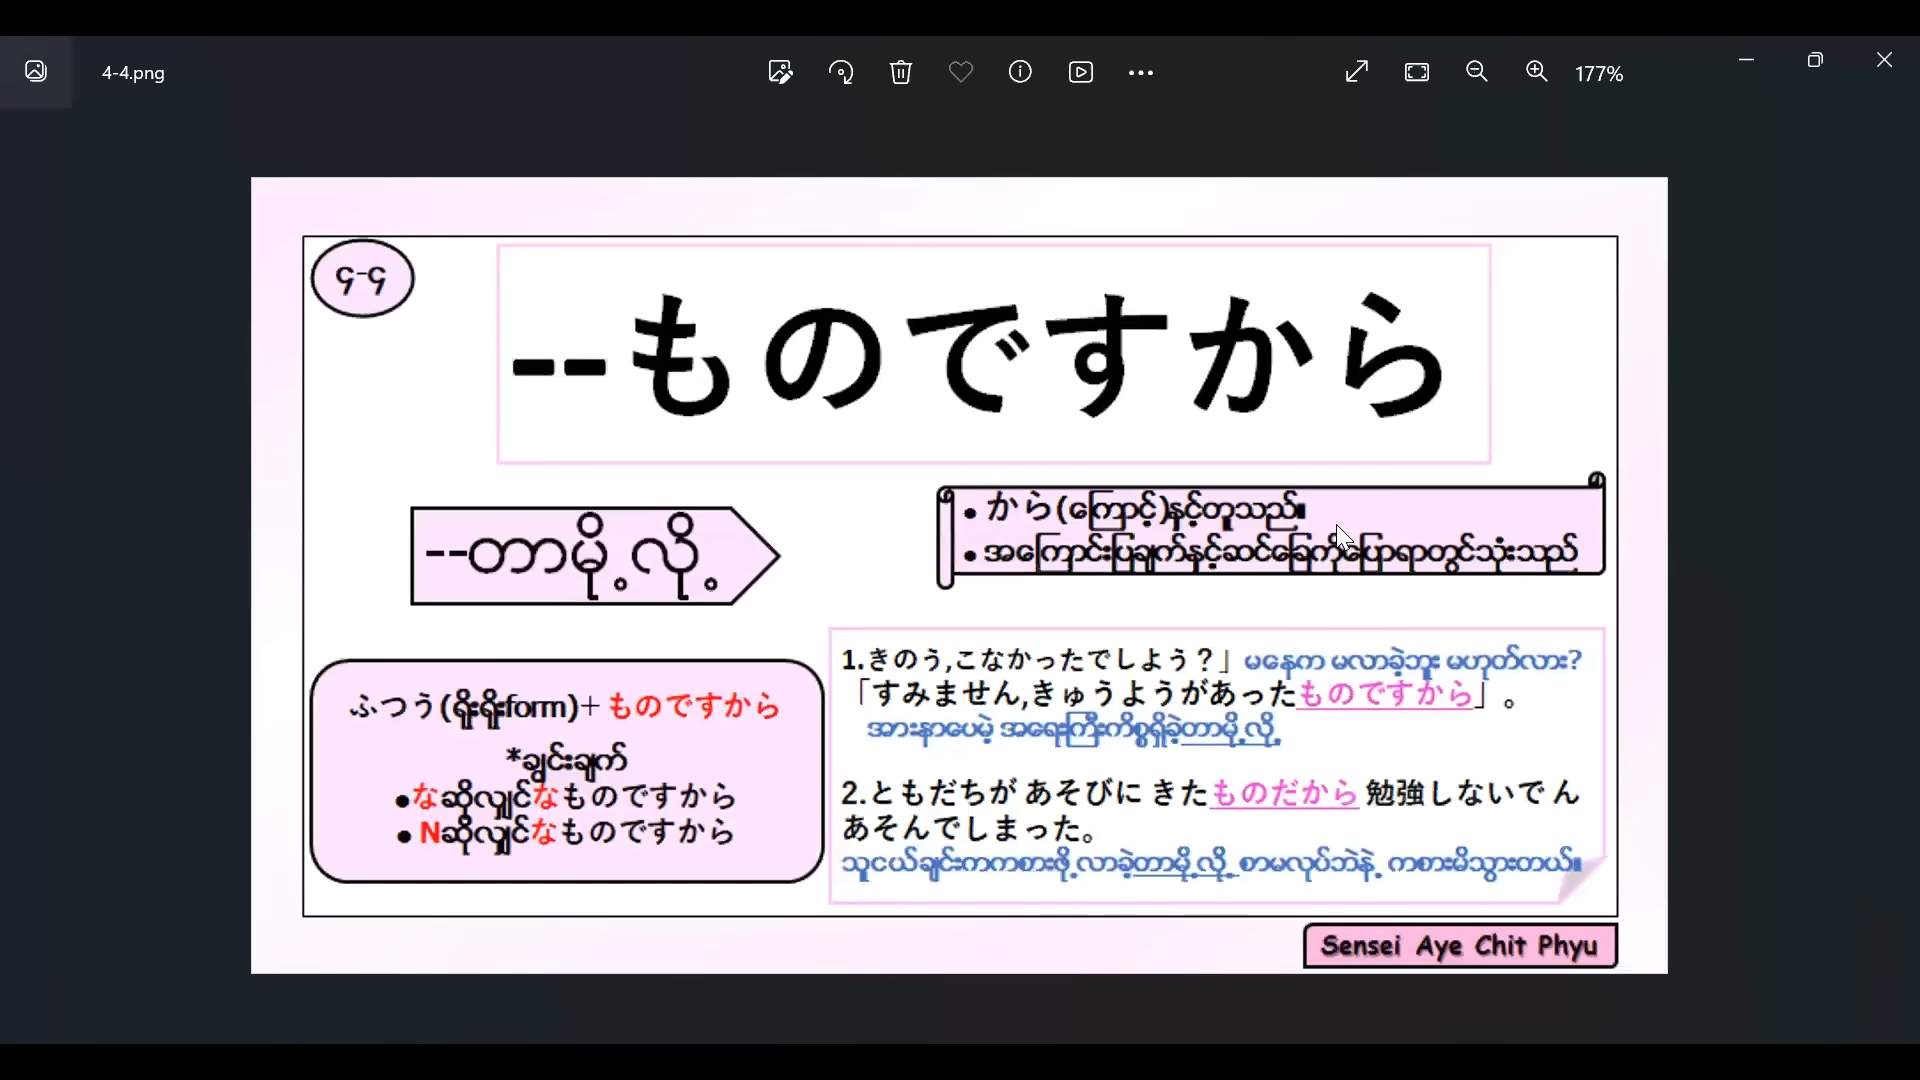 4-4.png
177%
၄-၄
--ものですから
--တာမို့လို့
• から(ကြောင့်)နှင့်တူသည်။
• အကြောင်းပြချက်နှင့်ဆင်ခြေကိုပြောရာတွင်သုံးသည်
ふつう(ရိုးရိုးform)+ものですから
*ချွင်းချက်
•なဆိုလျှင်なものですから
• Nဆိုလျှင်なものですから
1.きのう,こなかったでしよう？」မနေက မလာခဲ့ဘူး မဟုတ်လား?
「すみません,きゅうようがあったものですから」。
အားနာပေမဲ့ အရေးကြီးကိစ္စရှိခဲ့တာမို့လို့
2.ともだちが あそびに きたものだから 勉強しないで ん
あそんでしまった。
သူငယ်ချင်းကကစားဖို့လာခဲ့တာမို့လို့ စာမလုပ်ဘဲနဲ့ ကစားမိသွားတယ်။
Sensei Aye Chit Phyu